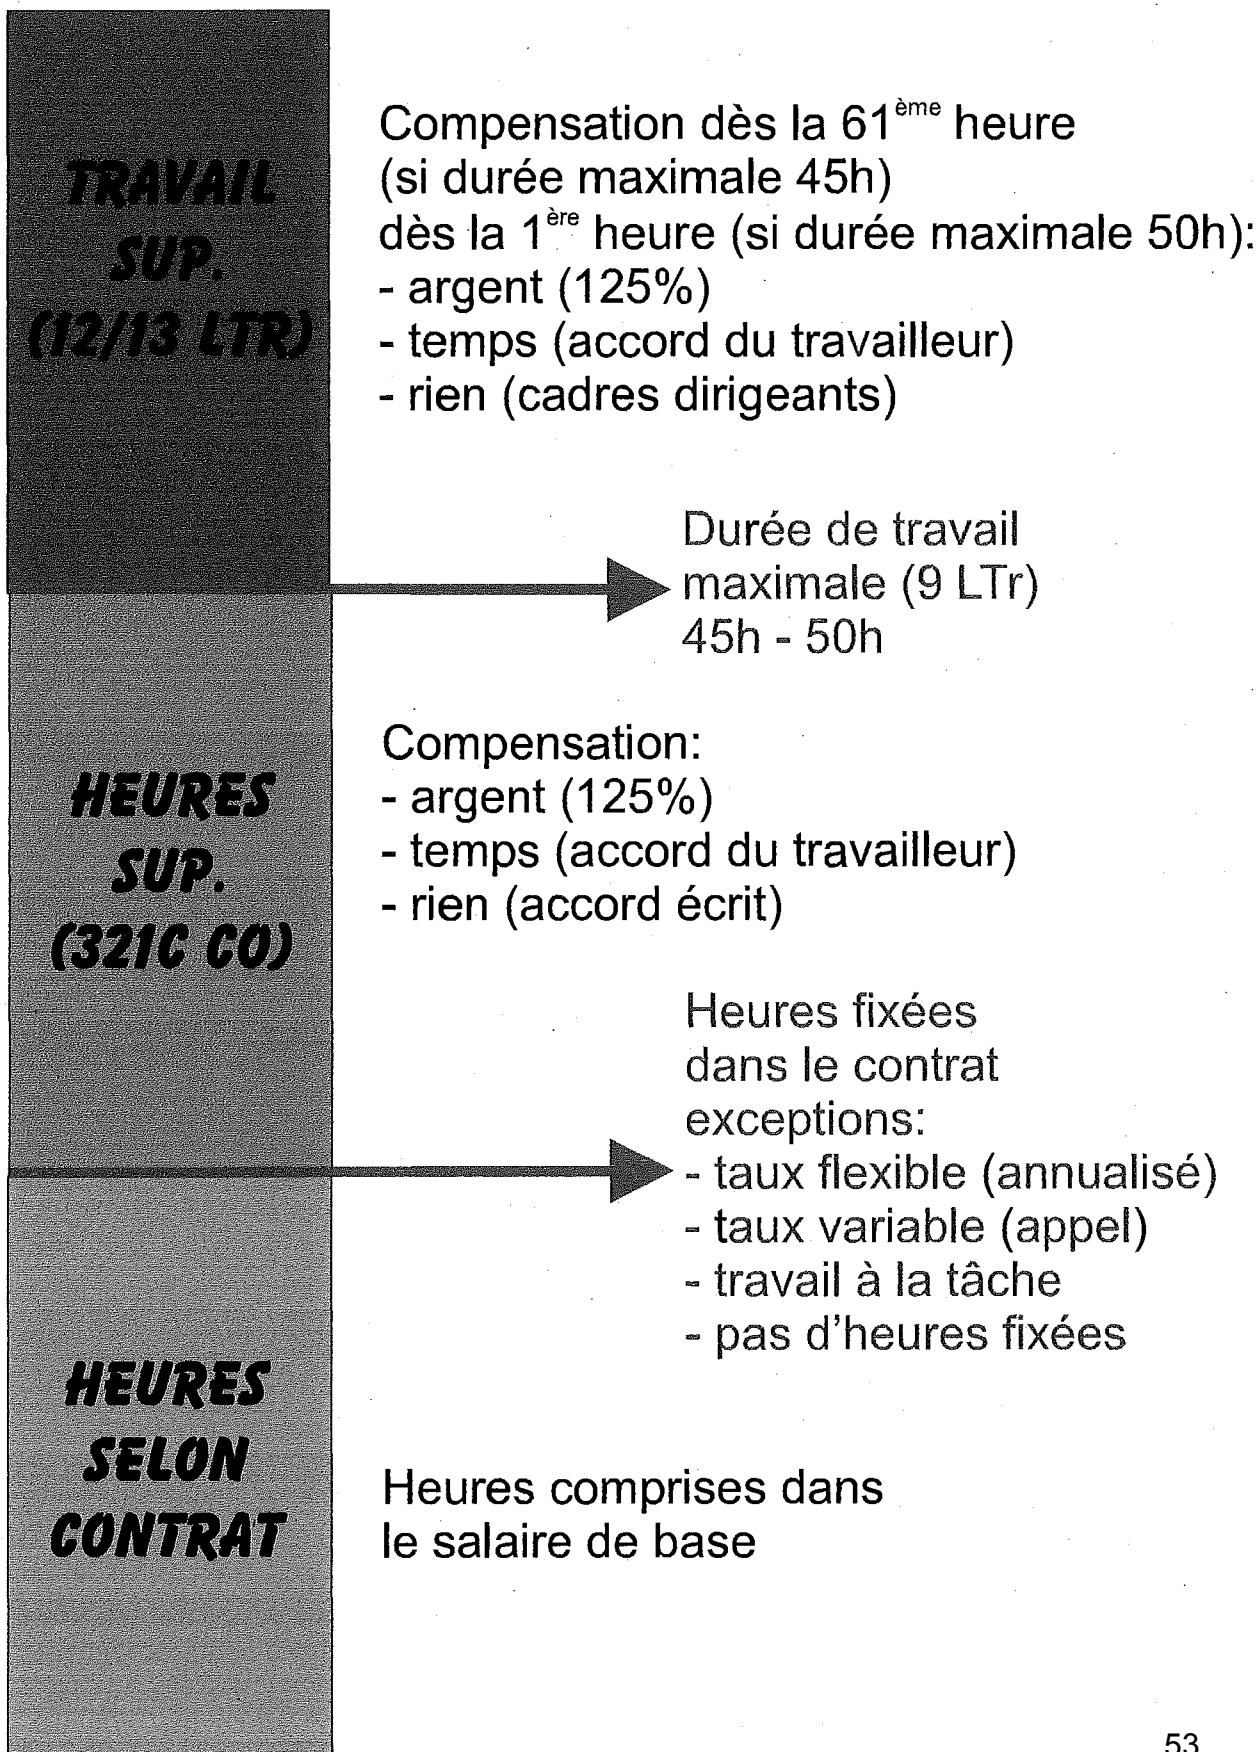 TRAVAIL
SUP.
(12/13 LTR)
Compensation dès la 61ème heure
(si durée maximale 45h)
dès la 1ère heure (si durée maximale 50h):
- argent (125%)
- temps (accord du travailleur)
- rien (cadres dirigeants)
Durée de travail
maximale (9 LTr)
45h - 50h
HEURES
SUP.
(321C CO)
Compensation:
- argent (125%)
- temps (accord du travailleur)
- rien (accord écrit)
Heures fixées
dans le contrat
exceptions:
- taux flexible (annualisé)
- taux variable (appel)
- travail à la tâche
- pas d'heures fixées
HEURES
SELON
CONTRAT
Heures comprises dans
le salaire de base
53